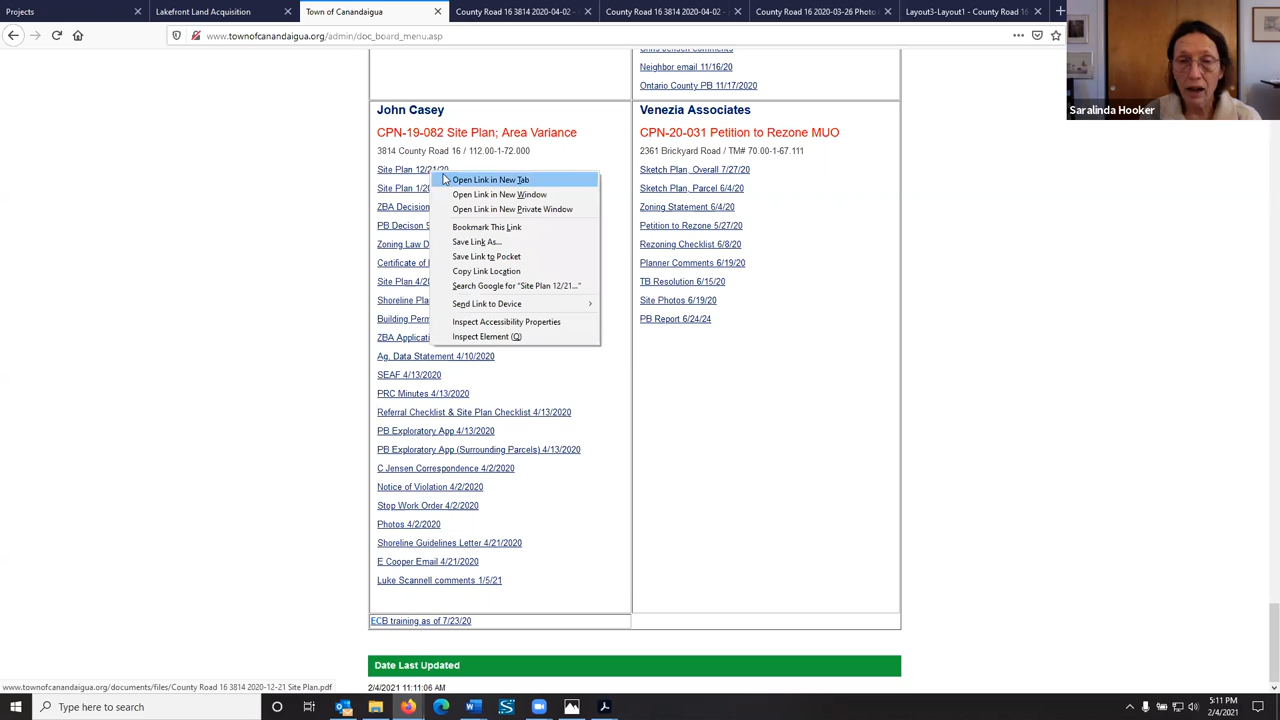 Projects
Lakefront Land Acquisition
Town of Canandaigua
County Road 16 3814 2020-04-02 -
County Road 16 3814 2020-04-02 -
County Road 16 2020-03-26 Photo
Layout3-Layout1 - County Road 16
www.townofcanandaigua.org/admin/doc_board_menu.asp
Saralinda Hooker
Chris Jensen Comments
Neighbor email 11/16/20
Ontario County PB 11/17/2020
John Casey
CPN-19-082 Site Plan; Area Variance
3814 County Road 16 / 112.00-1-72.000
Site Plan 12/21/20
Site Plan 1/20
ZBA Decision
PB Decison 9
Zoning Law D
Certificate of
Site Plan 4/20
Shoreline Pla
Building Perm
ZBA Applicati
Ag. Data Statement 4/10/2020
SEAF 4/13/2020
PRC Minutes 4/13/2020
Referral Checklist & Site Plan Checklist 4/13/2020
PB Exploratory App 4/13/20
PB Exploratory App (Surrounding Parcels) 4/13/20
C Jensen Correspondence 4/2/2020
Notice of Violation 4/2/2020
Stop Work Order 4/2/2020
Photos 4/2/2020
Shoreline Guidelines Letter 4/21/2020
E Cooper Email 4/21/2020
Luke Scannell comments 1/5/21
Open Link in New Tab
Open Link in New Window
Open Link in New Private Window
Bookmark This Link
Save Link As...
Save Link to Pocket
Copy Link Location
Search Google for "Site Plan 12/21..."
Send Link to Device
Inspect Accessibility Properties
Inspect Element (Q)
Venezia Associates
CPN-20-031 Petition to Rezone MUO
2361 Brickyard Road / TM# 70.00-1-67.111
Sketch Plan, Overall 7/27/20
Sketch Plan, Parcel 6/4/20
Zoning Statement 6/4/20
Petition to Rezone 5/27/20
Rezoning Checklist 6/8/20
Planner Comments 6/19/20
TB Resolution 6/15/20
Site Photos 6/19/20
PB Report 6/24/24
ECB training as of 7/23/20
Date Last Updated
2/4/2021 11:11:06 AM
www.townofcanandaigua.org/documents/files/County Road 16 3814 2020-12-21 Site Plan.pdf
Type here to search
5:11 PM
2/4/2021